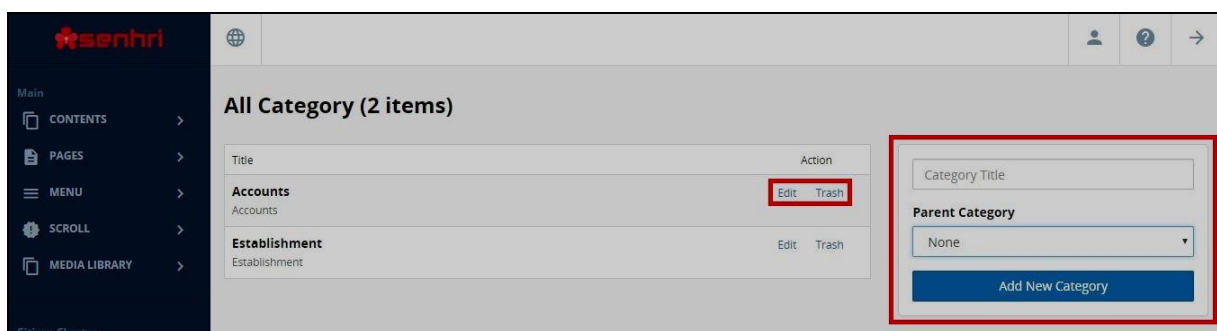 senhri
Main
CONTENTS
PAGES
MENU
SCROLL
MEDIA LIBRARY
All Category (2 items)
Title Action
Accounts Edit Trash
Accounts
Establishment Edit Trash
Establishment
Category Title
Parent Category
None
Add New Category